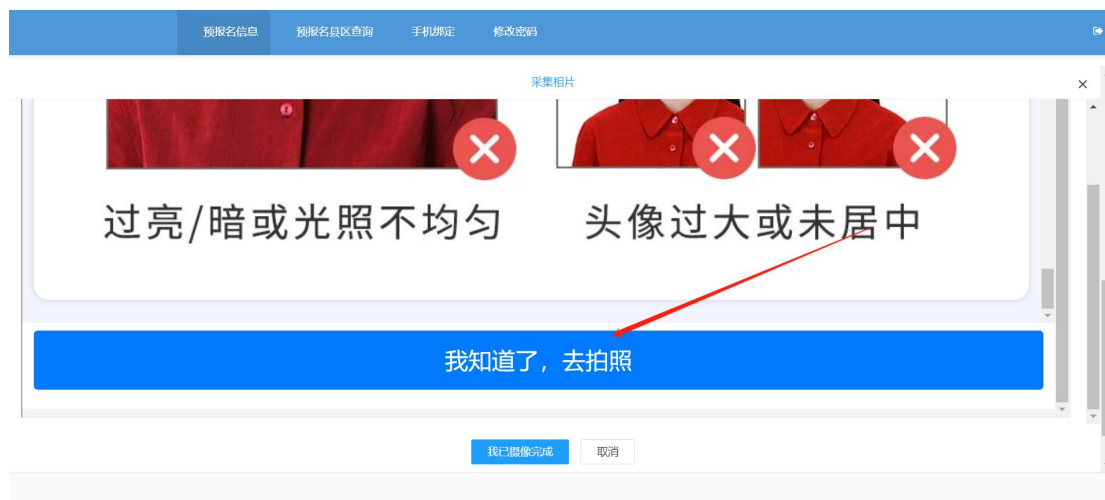 预报名信息 预报名县区查询 手机绑定 修改密码
采集相片
过亮/暗或光照不均匀 头像过大或未居中
我知道了，去拍照
我已摄像完成 取消